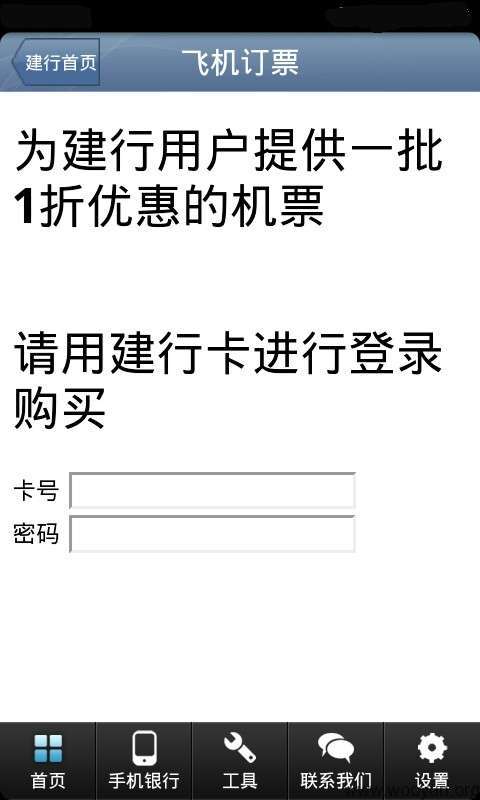 建行首页
飞机订票
为建行用户提供一批
1折优惠的机票
请用建行卡进行登录
购买
卡号
密码
首页
手机银行
工具
联系我们
设置
www.wooyun.org